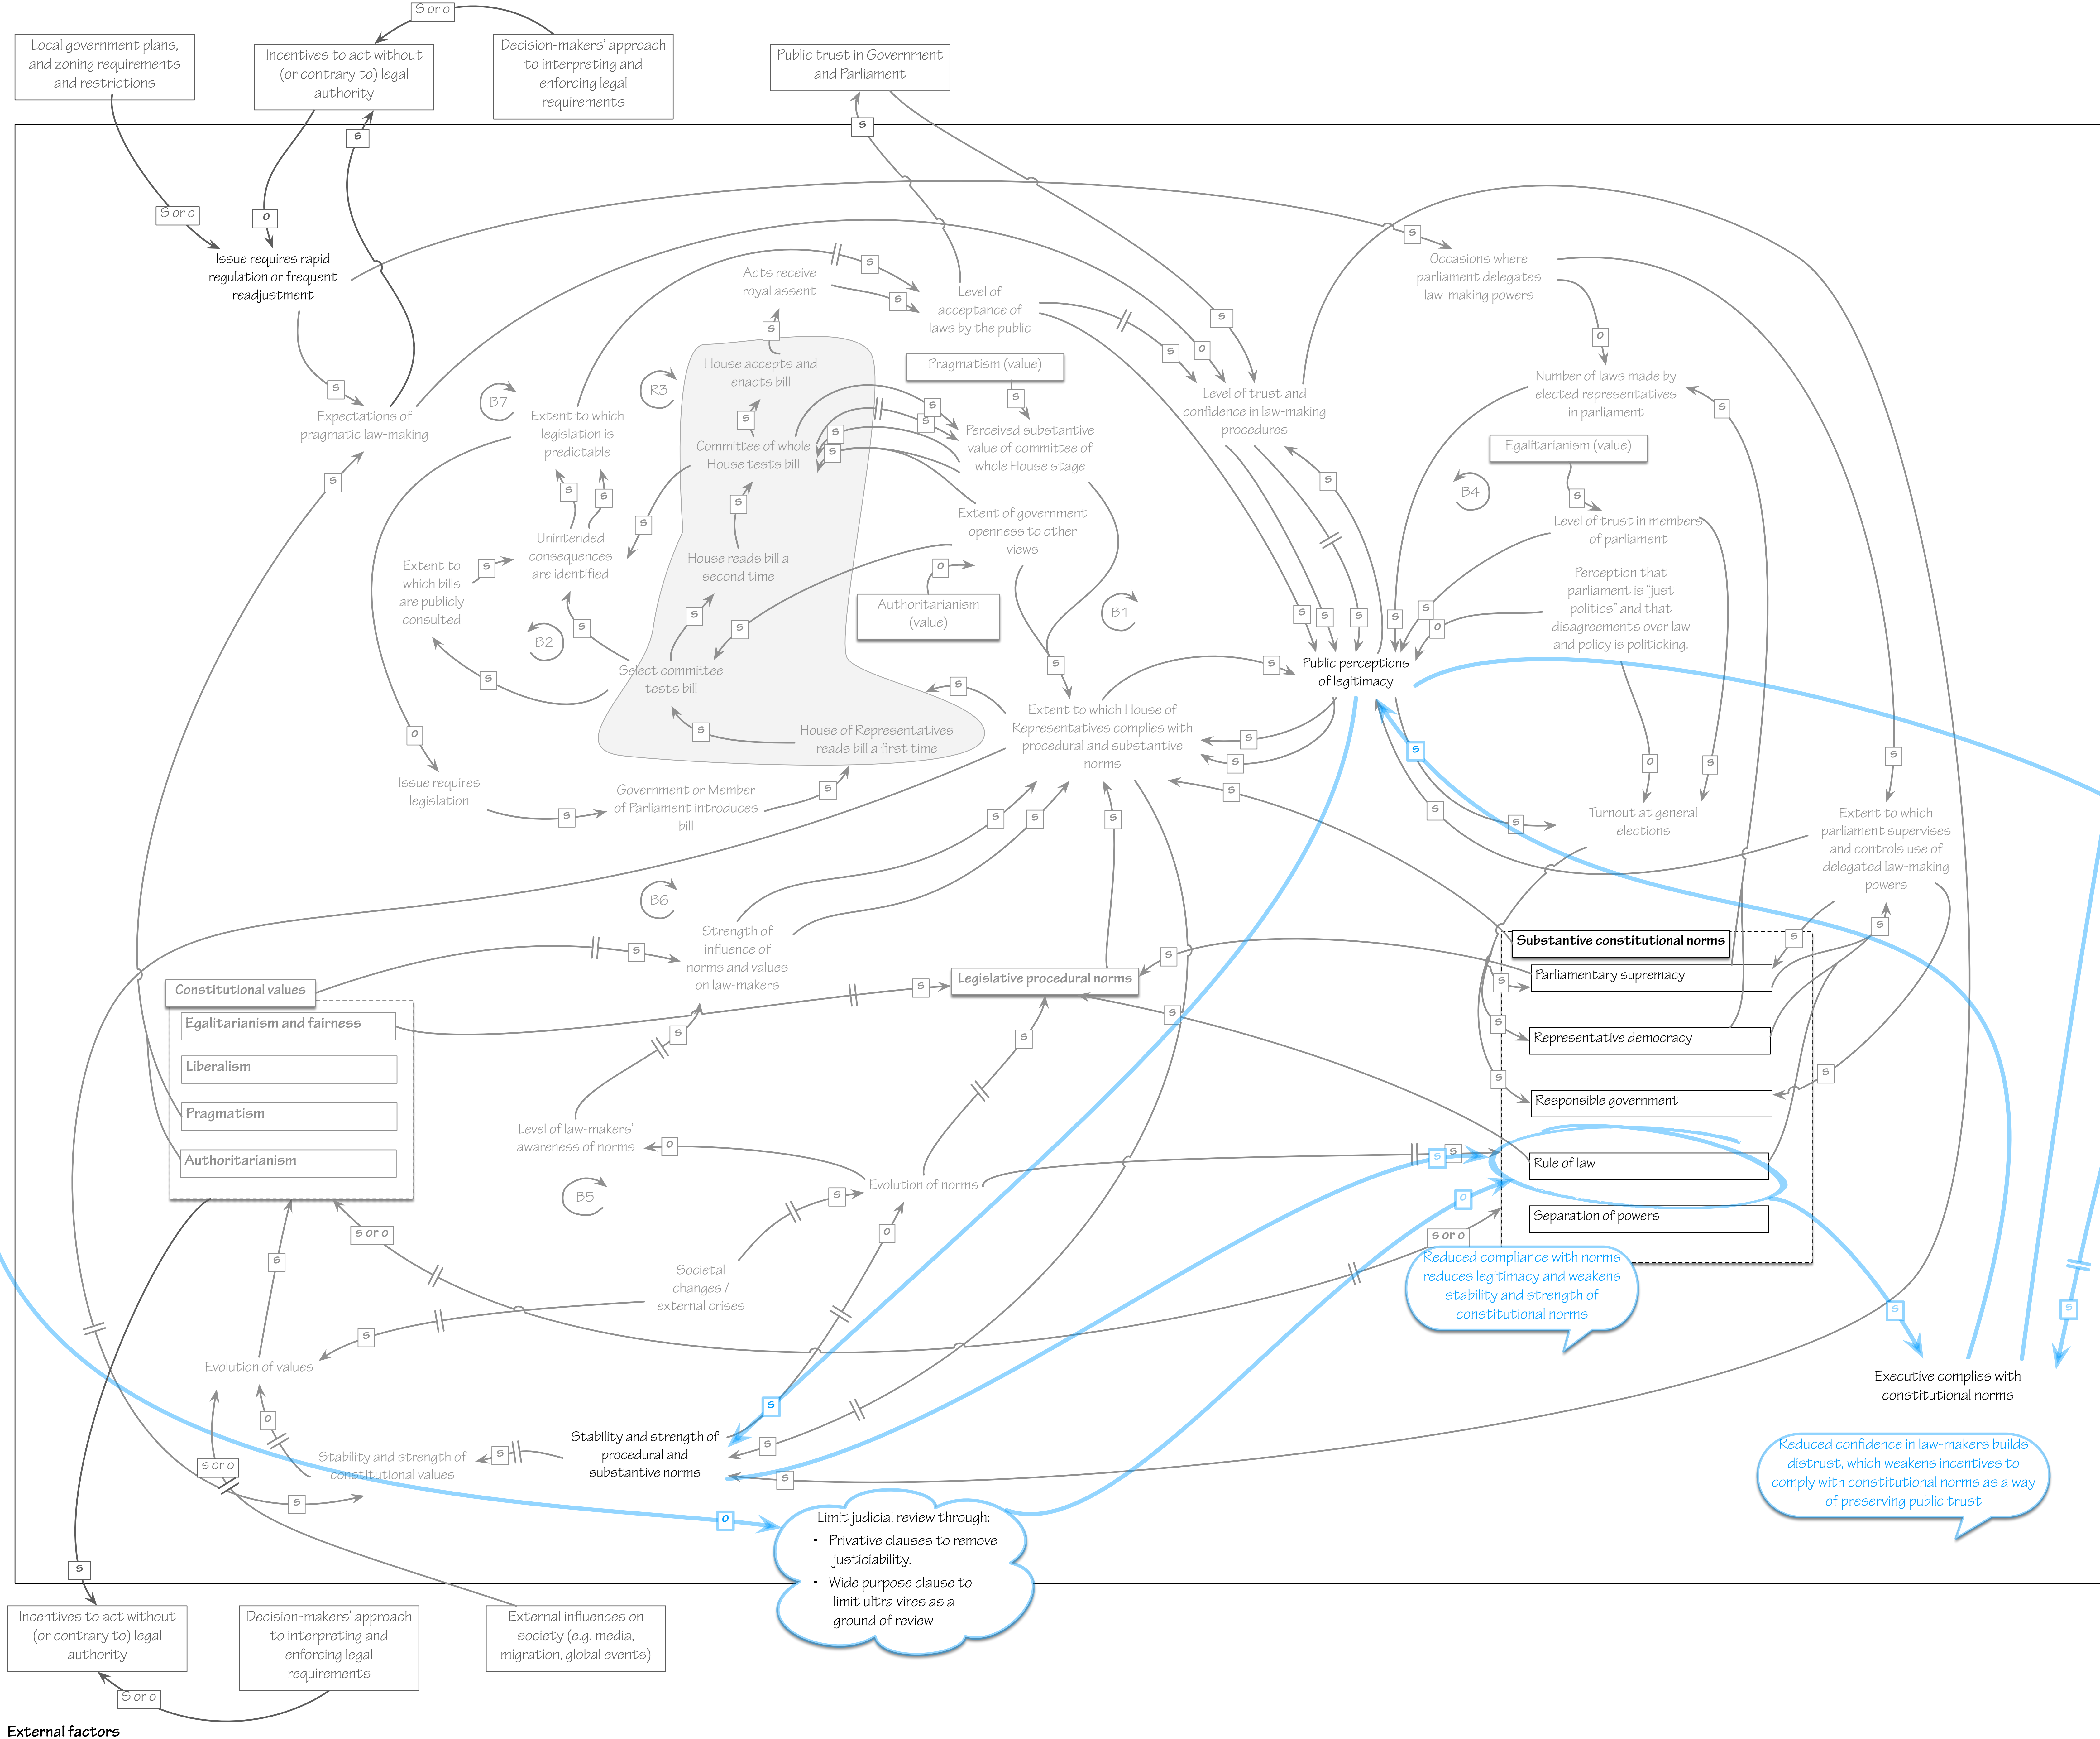 S or o
Local government plans,
and zoning requirements
and restrictions
Incentives to act without
(or contrary to) legal
authority
Decision-makers' approach
to interpreting and
enforcing legal
requirements
Public trust in Government
and Parliament
S
S
S or o
O
Issue requires rapid
regulation or frequent
readjustment
S
Occasions where
parliament delegates
law-making powers
Acts receive
royal assent
S
S
Level of
acceptance of
laws by the public
S
S
S
O
O
House accepts and
enacts bill
Pragmatism (value)
Number of laws made by
elected representatives
in parliament
S
B7
R3
S
Level of trust and
confidence in law-making
procedures
S
Expectations of
pragmatic law-making
Extent to which
legislation is
predictable
S
S
S
S
S
Committee of whole
House tests bill
Perceived substantive
value of committee of
whole House stage
Egalitarianism (value)
S
S
B4
S
S
S
S
S
S
Extent of government
openness to other
views
Level of trust in members
of parliament
Unintended
consequences
are identified
House reads bill a
second time
Extent to
which bills
are publicly
consulted
S
O
Perception that
parliament is "just
politics" and that
disagreements over law
and policy is politicking.
Authoritarianism
(value)
B1
S
S
S
S
S
S
S
S
O
B2
Select committee
tests bill
S
S
S
Public perceptions
of legitimacy
S
S
House of Representatives
reads bill a first time
Extent to which House of
Representatives complies with
procedural and substantive
norms
O
S
S
S
S
O
S
S
Issue requires
legislation
Government or Member
of Parliament introduces
bill
S
S
S
S
S
S
S
S
Turnout at general
elections
Extent to which
parliament supervises
and controls use of
delegated law-making
powers
B6
Strength of
influence of
norms and values
on law-makers
S
S
S
S
Substantive constitutional norms
Parliamentary supremacy
S
Constitutional values
Legislative procedural norms
S
Egalitarianism and fairness
S
S
S
S
Representative democracy
Liberalism
S
S
Responsible government
Pragmatism
Level of law-makers'
awareness of norms
O
S
S
Rule of law
Authoritarianism
Evolution of norms
S
B5
O
Separation of powers
S or o
O
S or o
S
Reduced compliance with norms
reduces legitimacy and weakens
stability and strength of
constitutional norms
Societal
changes /
external crises
S
S
S
Evolution of values
Executive complies with
constitutional norms
S
O
Stability and strength of
procedural and
substantive norms
S
S
S
Stability and strength of
constitutional values
S or o
S
Reduced confidence in law-makers builds
distrust, which weakens incentives to
comply with constitutional norms as a way
of preserving public trust
O
Limit judicial review through:
- Privative clauses to remove
justiciability.
- Wide purpose clause to
limit ultra vires as a
ground of review
S
Incentives to act without
(or contrary to) legal
authority
Decision-makers' approach
to interpreting and
enforcing legal
requirements
External influences on
society (e.g. media,
migration, global events)
S or o
External factors